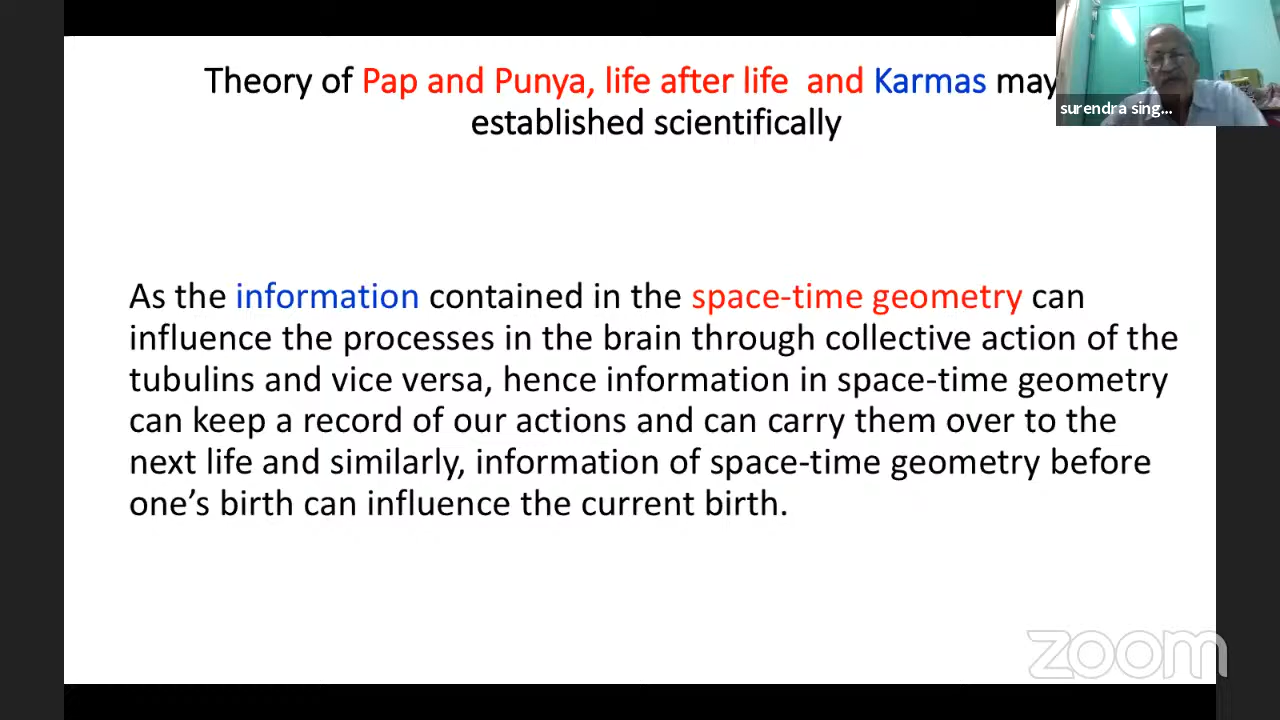 Theory of Pap and Punya, life after life and Karmas may
established scientifically
surendra sing...
As the information contained in the space-time geometry can
influence the processes in the brain through collective action of the
tubulins and vice versa, hence information in space-time geometry
can keep a record of our actions and can carry them over to the
next life and similarly, information of space-time geometry before
one’s birth can influence the current birth.
zoom